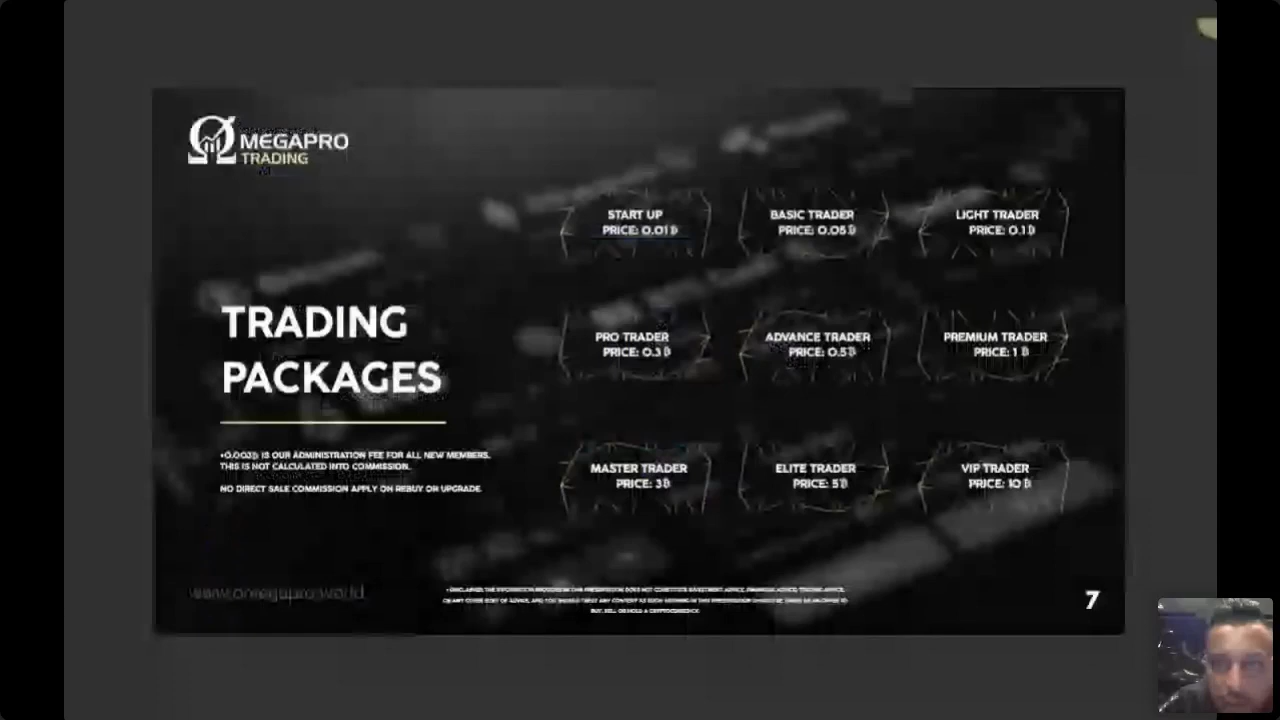 MEGAPRO
TRADING
START UP
PRICE: 0.01 ₿
BASIC TRADER
PRICE: 0.05 ₿
LIGHT TRADER
PRICE: 0.1 ₿
TRADING
PACKAGES
PRO TRADER
PRICE: 0.3 ₿
ADVANCE TRADER
PRICE: 0.5 ₿
PREMIUM TRADER
PRICE: 1 ₿
IS OUR ADMINISTRATION FEE FOR ALL NEW MEMBERS.
THIS IS NOT CALCULATED INTO COMMISSION.
NO DIRECT SALE COMMISSION APPLY ON REBUY OR UPGRADE.
MASTER TRADER
PRICE: 3 ₿
ELITE TRADER
PRICE: 5 ₿
VIP TRADER
PRICE: 10 ₿
www.omegapro.world
7